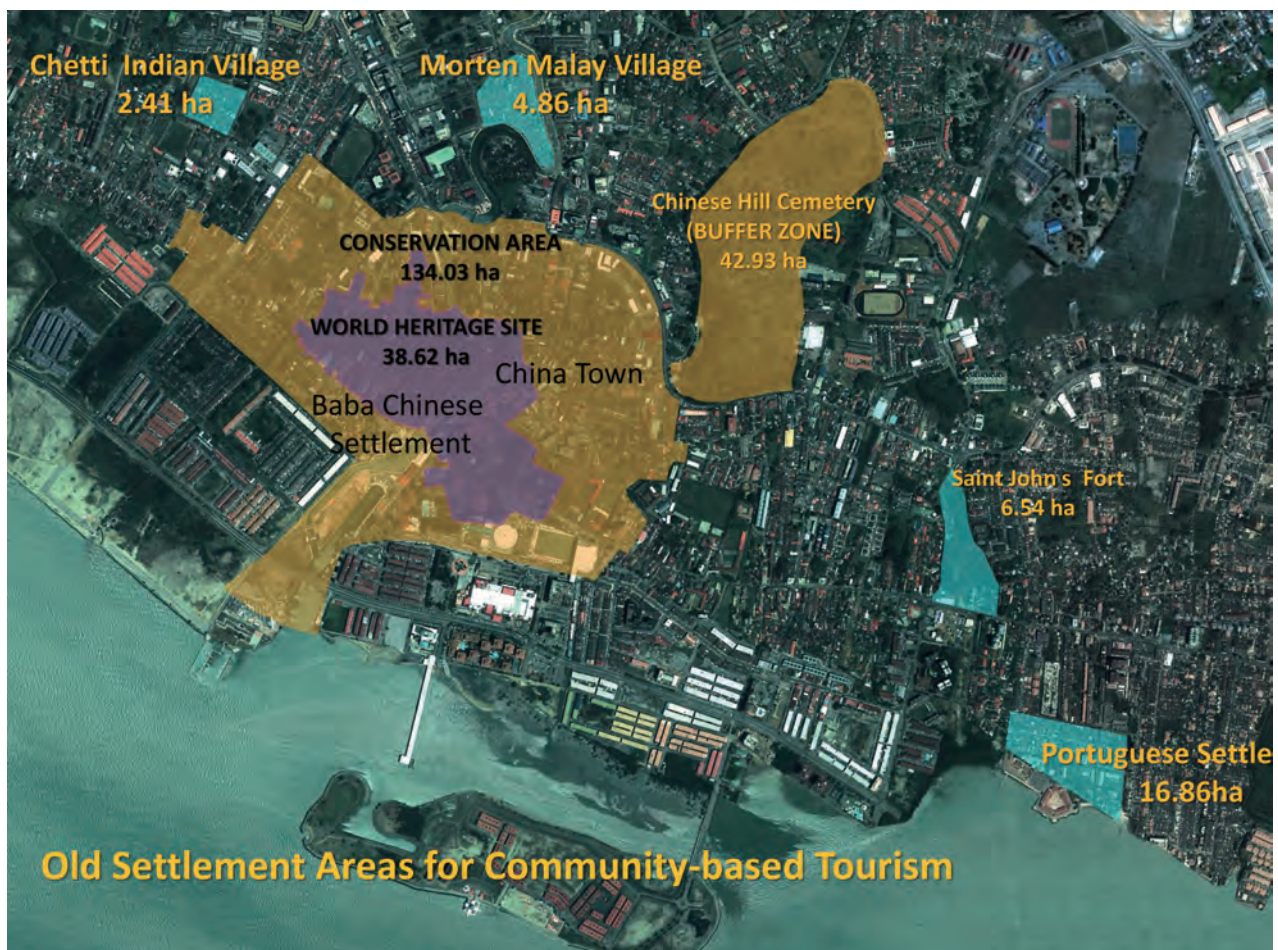 Chetti Indian Village
2.41 ha
Morten Malay Village
4.86 ha
Chinese Hill Cemetery
(BUFFER ZONE)
42.93 ha
CONSERVATION AREA
134.03 ha
WORLD HERITAGE SITE
38.62 ha
China Town
Baba Chinese
Settlement
Saint John s Fort
6.54 ha
Portuguese Settle
16.86ha
Old Settlement Areas for Community-based Tourism